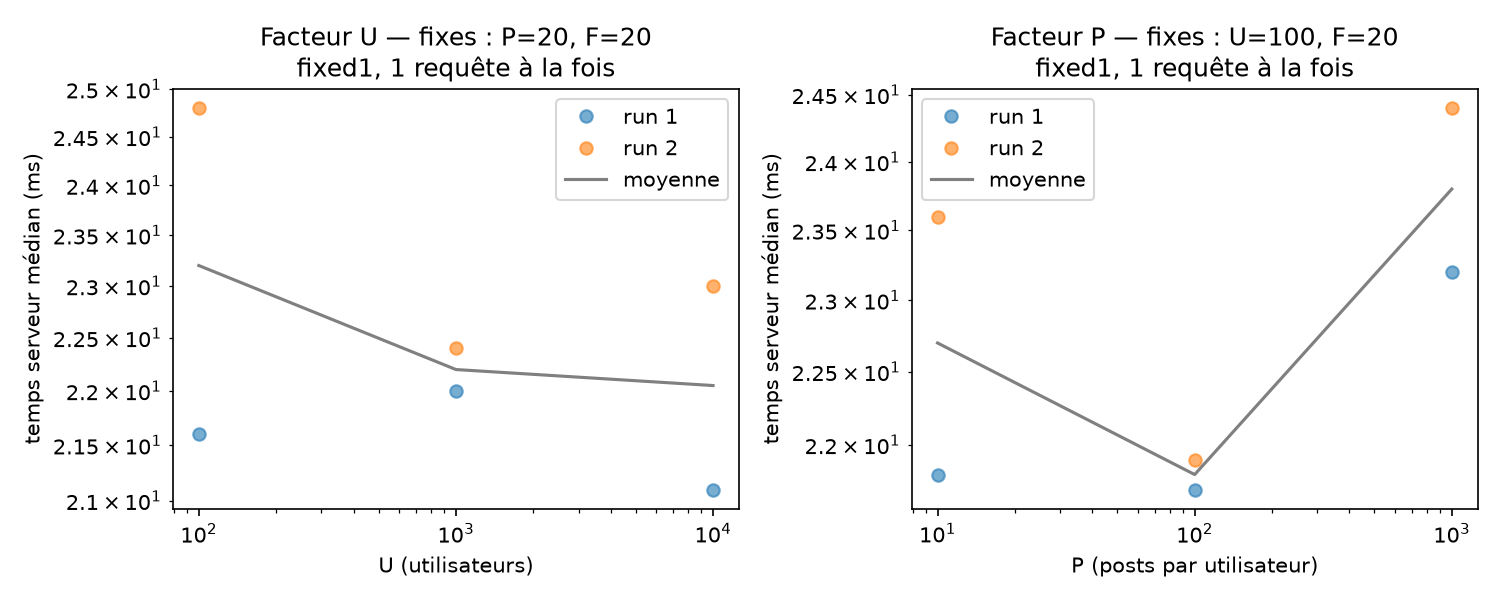 Facteur U — fixes : P=20, F=20
fixed1, 1 requête à la fois
temps serveur médian (ms)
2.5 × 10¹
2.45 × 10¹
2.4 × 10¹
2.35 × 10¹
2.3 × 10¹
2.25 × 10¹
2.2 × 10¹
2.15 × 10¹
2.1 × 10¹
run 1
run 2
moyenne
10² 10³ 10⁴
U (utilisateurs)
Facteur P — fixes : U=100, F=20
fixed1, 1 requête à la fois
temps serveur médian (ms)
2.45 × 10¹
2.4 × 10¹
2.35 × 10¹
2.3 × 10¹
2.25 × 10¹
2.2 × 10¹
run 1
run 2
moyenne
10¹ 10² 10³
P (posts par utilisateur)